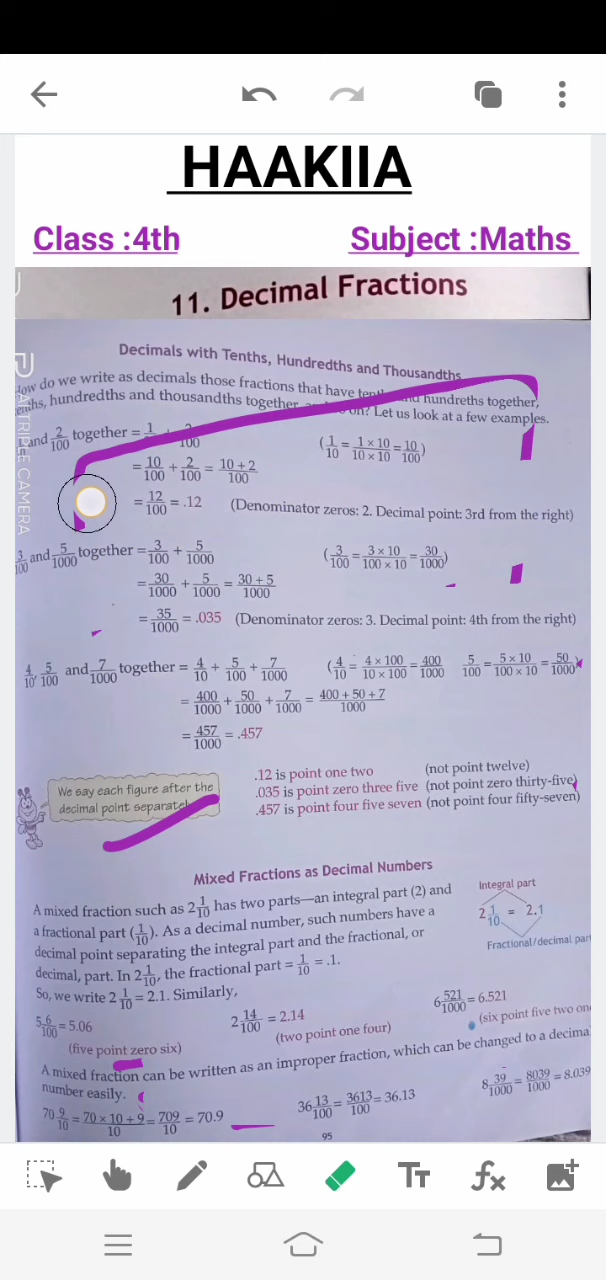 HAAKIIA
Class :4th
Subject :Maths
11. Decimal Fractions
Decimals with Tenths, Hundredths and Thousandths
do we write as decimals those fractions that have hundreths together,
hundredths and thousandths together, Let us look at a few examples.
and 2/100 together = 1/
(1/10 = 1 × 10/10 × 10 = 10/100)
= 10/100 + 2/100 = 10 + 2/100
= 12/100 = .12 (Denominator zeros: 2. Decimal point: 3rd from the right)
3/100 and 5/1000 together = 3/100 + 5/1000 (3/100 = 3 × 10/100 × 10 = 30/1000)
= 30/1000 + 5/1000 = 30 + 5/1000
= 35/1000 = .035 (Denominator zeros: 3. Decimal point: 4th from the right)
4/10, 5/100 and 7/1000 together = 4/10 + 5/100 + 7/1000 (4/10 = 4 × 100/10 × 100 = 400/1000 5/100 = 5 × 10/100 × 10 = 50/1000)
= 400/1000 + 50/1000 + 7/1000 = 400 + 50 + 7/1000
= 457/1000 = .457
We say each figure after the
decimal point separately
.12 is point one two (not point twelve)
.035 is point zero three five (not point zero thirty-five)
.457 is point four five seven (not point four fifty-seven)
Mixed Fractions as Decimal Numbers
A mixed fraction such as 2 1/10 has two parts—an integral part (2) and
a fractional part (1/10). As a decimal number, such numbers have a
decimal point separating the integral part and the fractional, or
decimal, part. In 2 1/10, the fractional part = 1/10 = .1.
So, we write 2 1/10 = 2.1. Similarly,
Integral part
2 1/10 = 2.1
Fractional/decimal part
5 6/100 = 5.06
(five point zero six)
2 14/100 = 2.14
(two point one four)
6 521/1000 = 6.521
(six point five two one
A mixed fraction can be written as an improper fraction, which can be changed to a decima
number easily.
70 9/10 = 70 × 10 + 9/10 = 709/10 = 70.9
36 13/100 = 3613/100 = 36.13
8 39/1000 = 8039/1000 = 8.039
95
TRIPLE CAMERA
Tт
fx